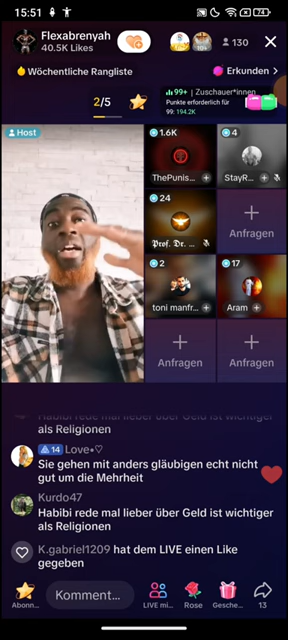 15:51
74
Flexabrenyah
40.5K Likes
130
Wöchentliche Rangliste
Erkunden >
2/5
99+ | Zuschauer*innen
Punkte erforderlich für
99: 194.2K
Host
1.6K
ThePunis...
4
StayR...
24
𝕻𝖗𝖔𝖋. 𝕯𝖗. ...
Anfragen
2
toni manfr...
17
Aram
Anfragen
Anfragen
Habibi rede mal lieber über Geld ist wichtiger
als Religionen
14 Love•♡
Sie gehen mit anders gläubigen echt nicht
gut um die Mehrheit
Kurdo47
Habibi rede mal lieber über Geld ist wichtiger
als Religionen
K.gabriel1209 hat dem LIVE einen Like
gegeben
Komment...
Abonn...
LIVE mi...
Rose
Gesche...
13